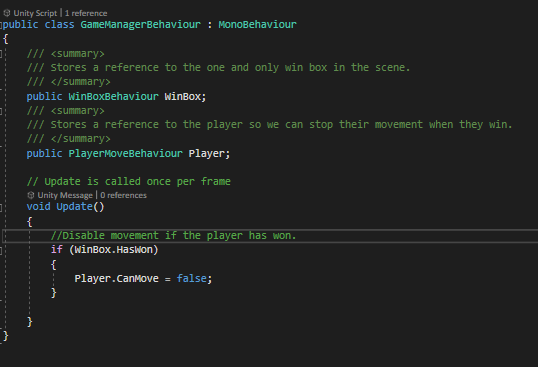 Unity Script | 1 reference
public class GameManagerBehaviour : MonoBehaviour
{
/// <summary>
/// Stores a reference to the one and only win box in the scene.
/// </summary>
public WinBoxBehaviour WinBox;
/// <summary>
/// Stores a reference to the player so we can stop their movement when they win.
/// </summary>
public PlayerMoveBehaviour Player;
// Update is called once per frame
Unity Message | 0 references
void Update()
{
//Disable movement if the player has won.
if (WinBox.HasWon)
{
Player.CanMove = false;
}
}
}